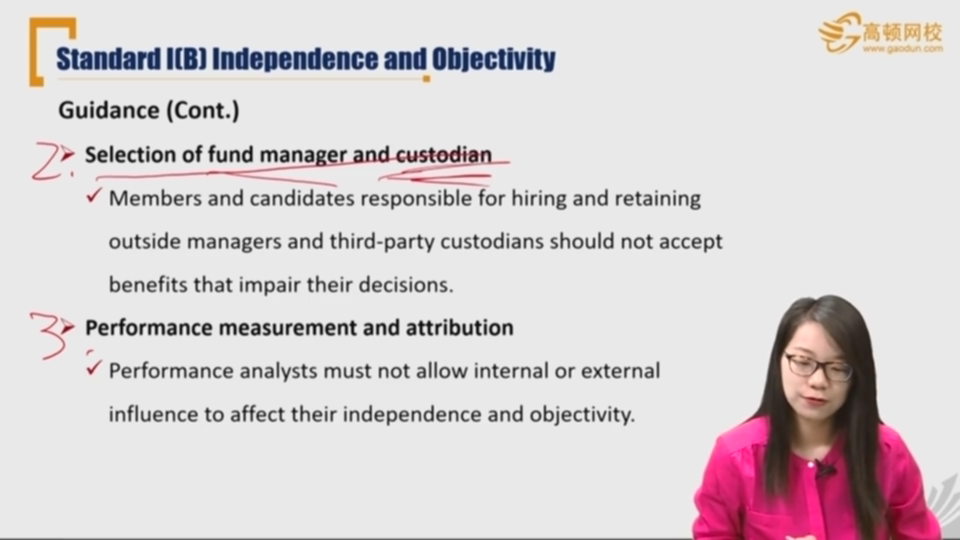 Standard I(B) Independence and Objectivity
高顿网校
www.gaodun.com
Guidance (Cont.)
2. Selection of fund manager and custodian
Members and candidates responsible for hiring and retaining
outside managers and third-party custodians should not accept
benefits that impair their decisions.
3 Performance measurement and attribution
Performance analysts must not allow internal or external
influence to affect their independence and objectivity.